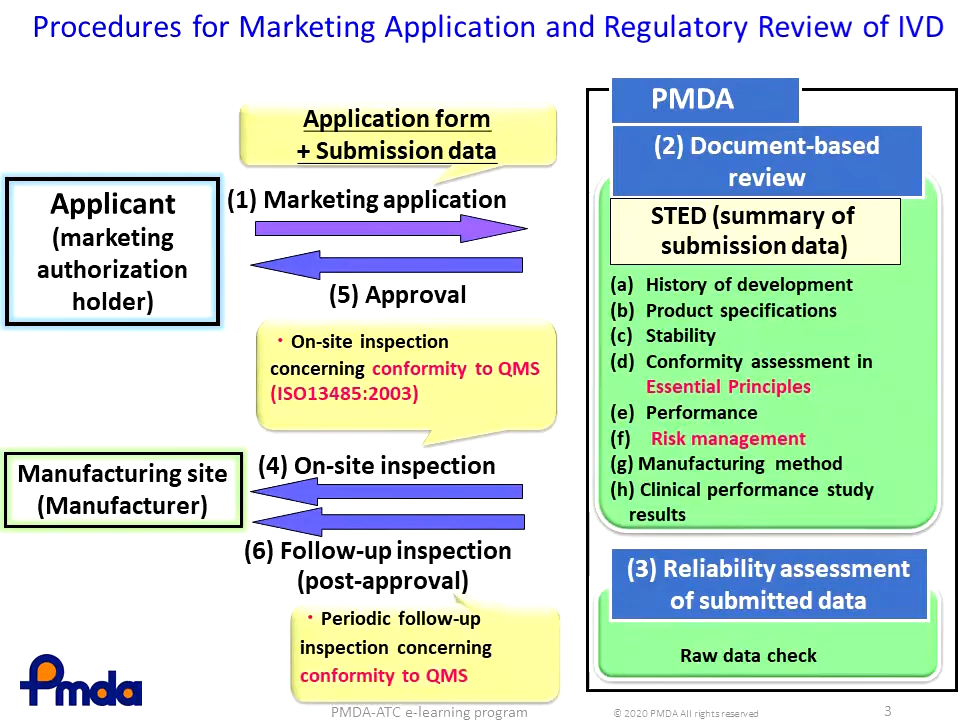 Procedures for Marketing Application and Regulatory Review of IVD
Application form
+ Submission data
(1) Marketing application
Applicant
(marketing
authorization
holder)
(5) Approval
・On-site inspection
concerning conformity to QMS
(ISO13485:2003)
Manufacturing site
(Manufacturer)
(4) On-site inspection
(6) Follow-up inspection
(post-approval)
・Periodic follow-up
inspection concerning
conformity to QMS
PMDA
(2) Document-based
review
STED (summary of
submission data)
(a) History of development
(b) Product specifications
(c) Stability
(d) Conformity assessment in
Essential Principles
(e) Performance
(f) Risk management
(g) Manufacturing method
(h) Clinical performance study
results
(3) Reliability assessment
of submitted data
Raw data check
Pmda
PMDA-ATC e-learning program
© 2020 PMDA All rights reserved
3